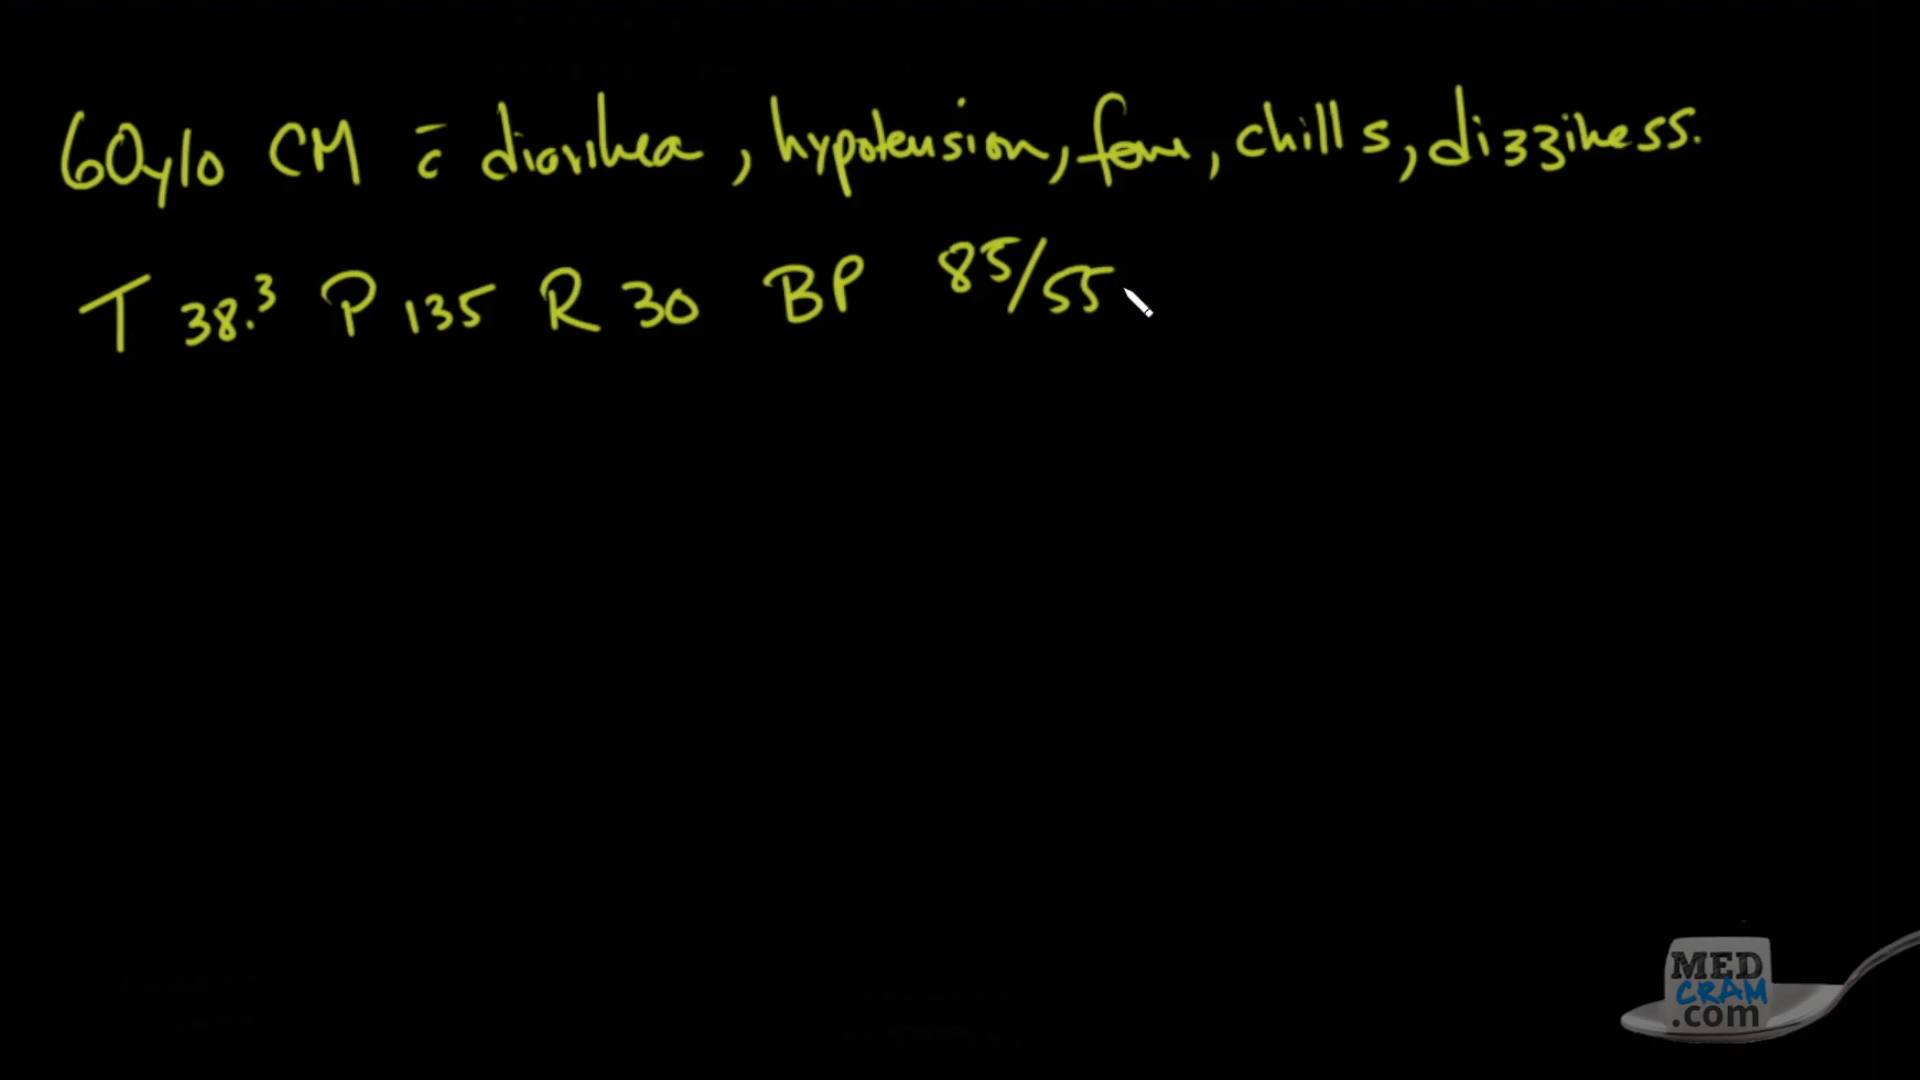 60y/o CM c̄ diarrhea, hypotension, fever, chills, dizziness.
T 38.3 P 135 R 30 BP 85/55
MED
CRAM
.com